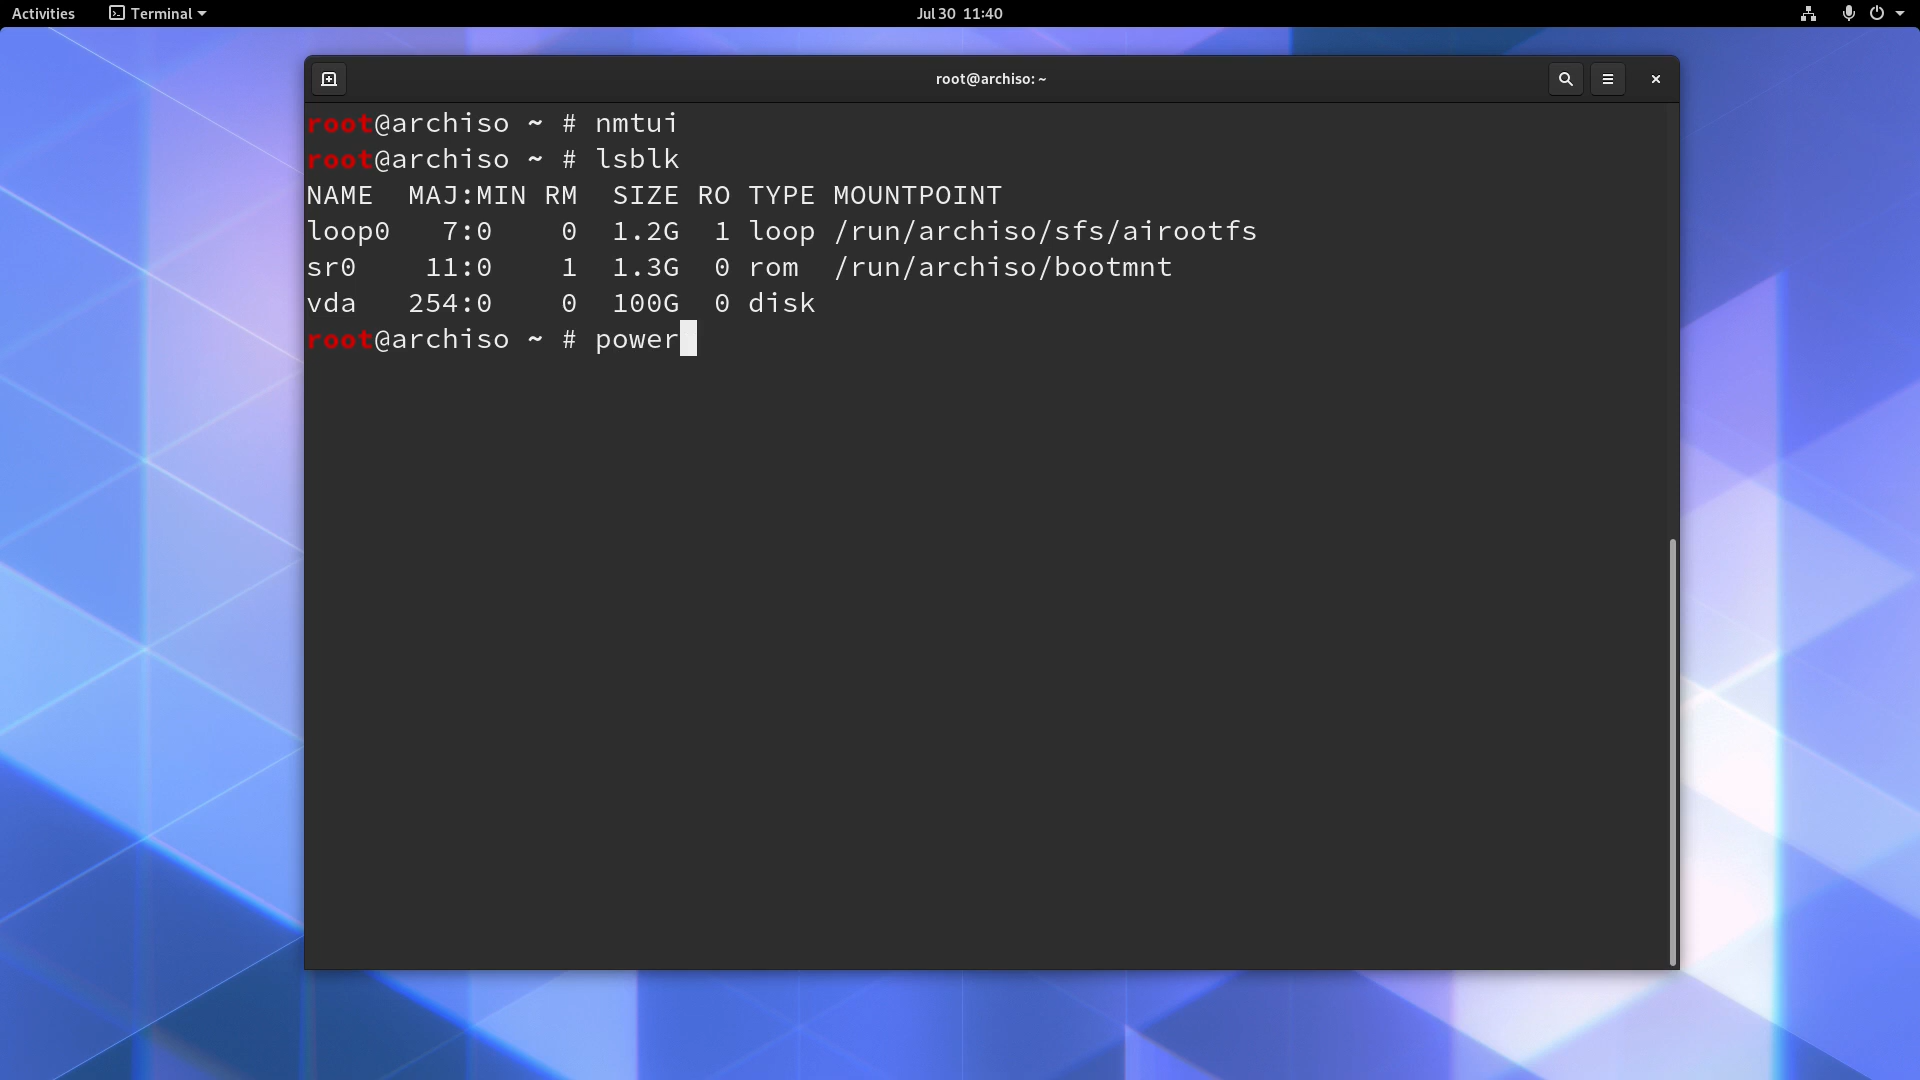 Activities Terminal Jul 30 11:40
root@archiso: ~
root@archiso ~ # nmtui
root@archiso ~ # lsblk
NAME  MAJ:MIN RM  SIZE RO TYPE MOUNTPOINT
loop0   7:0    0  1.2G  1 loop /run/archiso/sfs/airootfs
sr0    11:0    1  1.3G  0 rom  /run/archiso/bootmnt
vda   254:0    0  100G  0 disk
root@archiso ~ # power